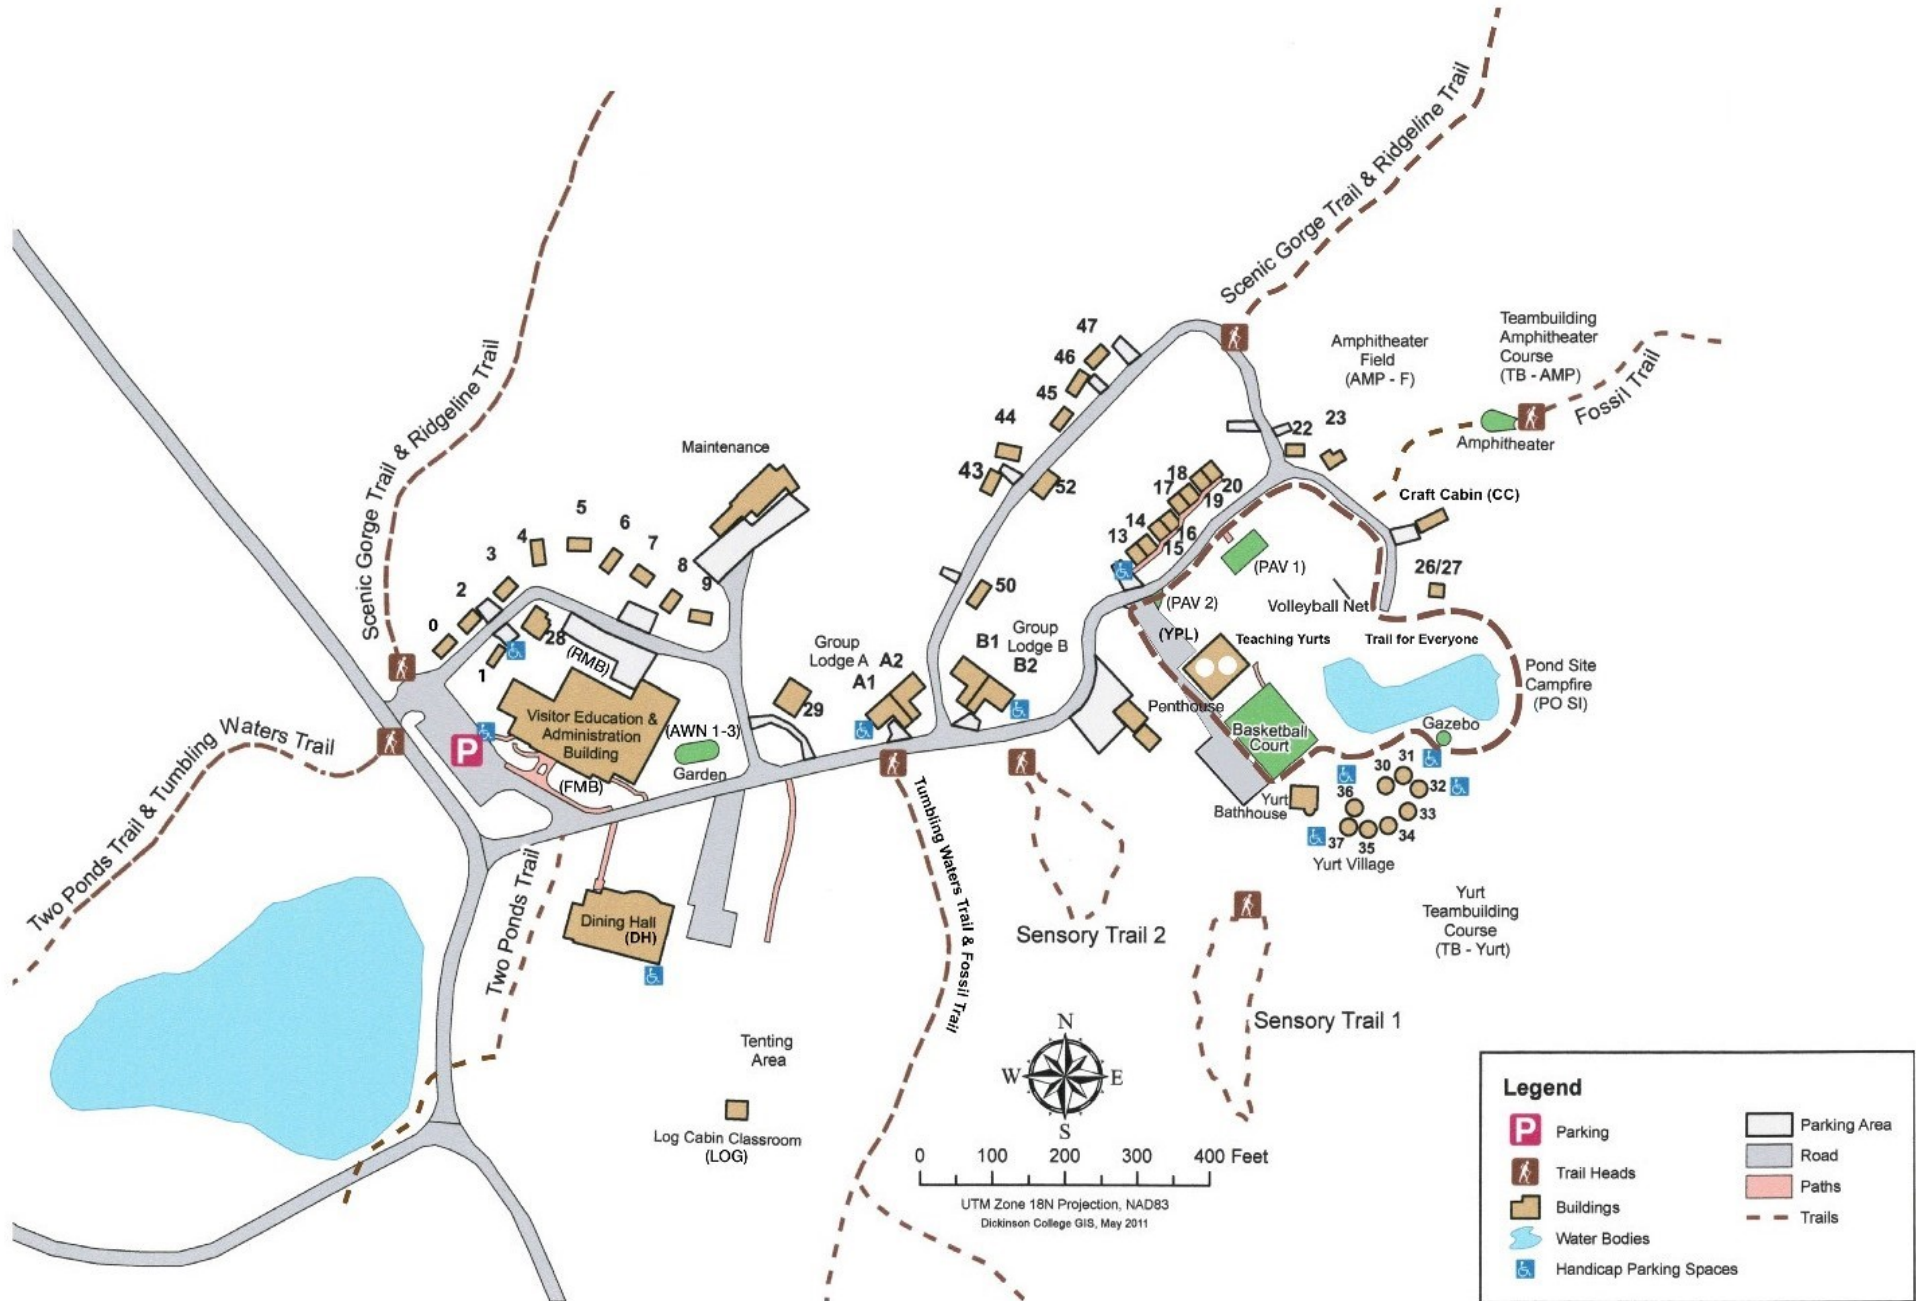 Scenic Gorge Trail & Ridgeline Trail
Scenic Gorge Trail & Ridgeline Trail
Two Ponds Trail & Tumbling Waters Trail
Two Ponds Trail
Tumbling Waters Trail & Fossil Trail
Fossil Trail
Teambuilding
Amphitheater
Course
(TB - AMP)
Amphitheater
Field
(AMP - F)
Amphitheater
Craft Cabin (CC)
47
46
45
44
43
52
50
22
23
18
17
20
19
14
16
13
15
26/27
(PAV 1)
(PAV 2)
Volleyball Net
(YPL)
Teaching Yurts
Trail for Everyone
Pond Site
Campfire
(PO SI)
Penthouse
Basketball
Court
Gazebo
Yurt
Bathhouse
30
31
32
33
34
35
36
37
Yurt Village
Yurt
Teambuilding
Course
(TB - Yurt)
Maintenance
0
1
2
3
4
5
6
7
8
9
28
(RMB)
Visitor Education &
Administration
Building
(FMB)
(AWN 1-3)
Garden
29
Group
Lodge A
A2
A1
Group
Lodge B
B1
B2
P
Dining Hall
(DH)
Tenting
Area
Log Cabin Classroom
(LOG)
Sensory Trail 2
Sensory Trail 1
N
W
E
S
0 100 200 300 400 Feet
UTM Zone 18N Projection, NAD83
Dickinson College GIS, May 2011
Legend
P Parking
Trail Heads
Buildings
Water Bodies
Handicap Parking Spaces
Parking Area
Road
Paths
Trails